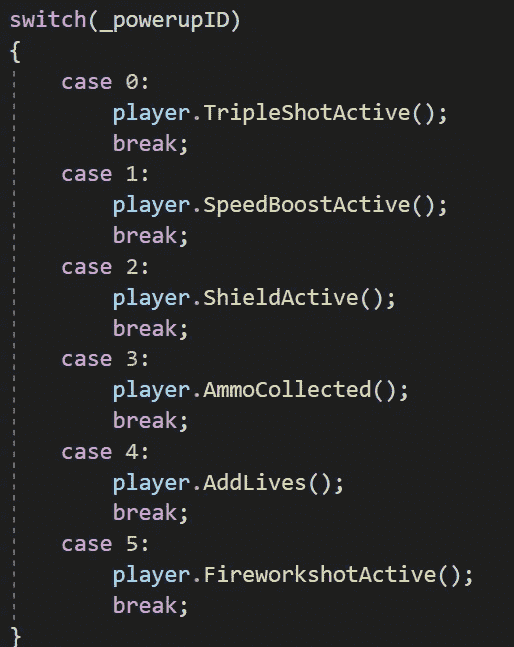 switch(_powerupID)
{
    case 0:
        player.TripleShotActive();
        break;
    case 1:
        player.SpeedBoostActive();
        break;
    case 2:
        player.ShieldActive();
        break;
    case 3:
        player.AmmoCollected();
        break;
    case 4:
        player.AddLives();
        break;
    case 5:
        player.FireworkshotActive();
        break;
}